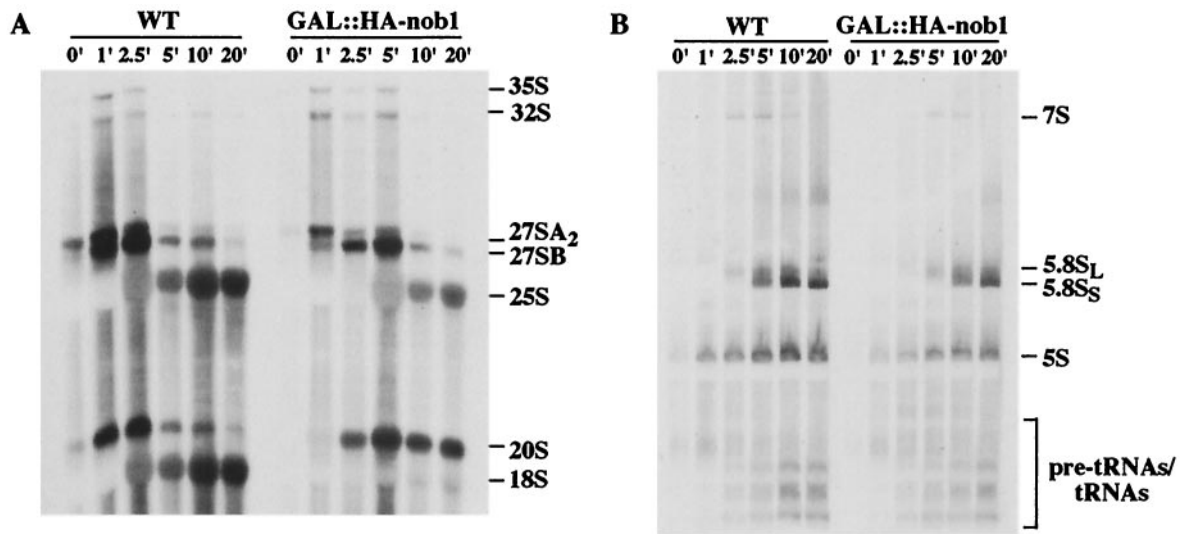 A
WT
GAL::HA-nob1
0' 1' 2.5' 5' 10' 20' 0' 1' 2.5' 5' 10' 20'
35S
32S
27SA2
27SB
25S
20S
18S
B
WT
GAL::HA-nob1
0' 1' 2.5' 5' 10' 20' 0' 1' 2.5' 5' 10' 20'
7S
5.8SL
5.8SS
5S
pre-tRNAs/
tRNAs